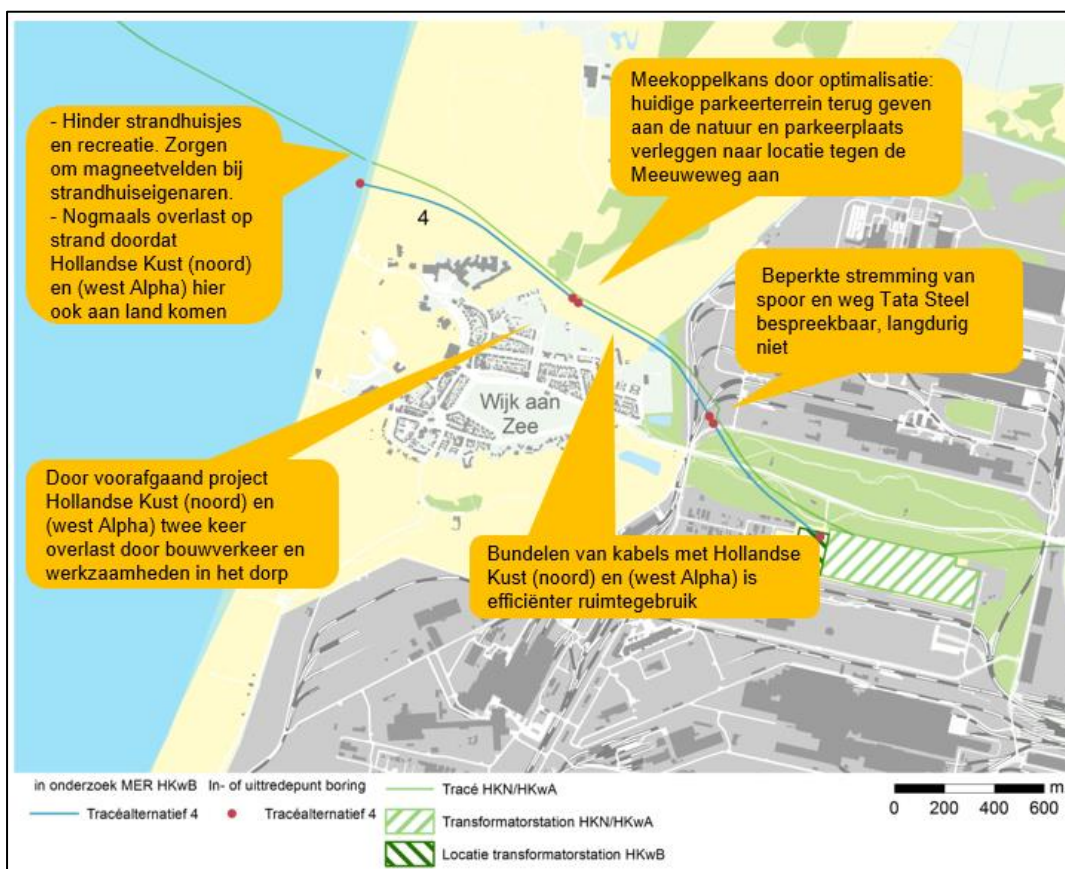 - Hinder strandhuisjes
en recreatie. Zorgen
om magneetvelden bij
strandhuiseigenaren.
- Nogmaals overlast op
strand doordat
Hollandse Kust (noord)
en (west Alpha) hier
ook aan land komen
Meekoppelkans door optimalisatie:
huidige parkeerterrein terug geven
aan de natuur en parkeerplaats
verleggen naar locatie tegen de
Meeuweweg aan
4
Beperkte stremming van
spoor en weg Tata Steel
bespreekbaar, langdurig
niet
Wijk aan
Zee
Door voorafgaand project
Hollandse Kust (noord) en
(west Alpha) twee keer
overlast door bouwverkeer en
werkzaamheden in het dorp
Bundelen van kabels met Hollandse
Kust (noord) en (west Alpha) is
efficiënter ruimtegebruik
in onderzoek MER HKwB
Tracéalternatief 4
In- of uittredepunt boring
Tracéalternatief 4
Tracé HKN/HKwA
Transformatorstation HKN/HKwA
Locatie transformatorstation HKwB
m
0 200 400 600